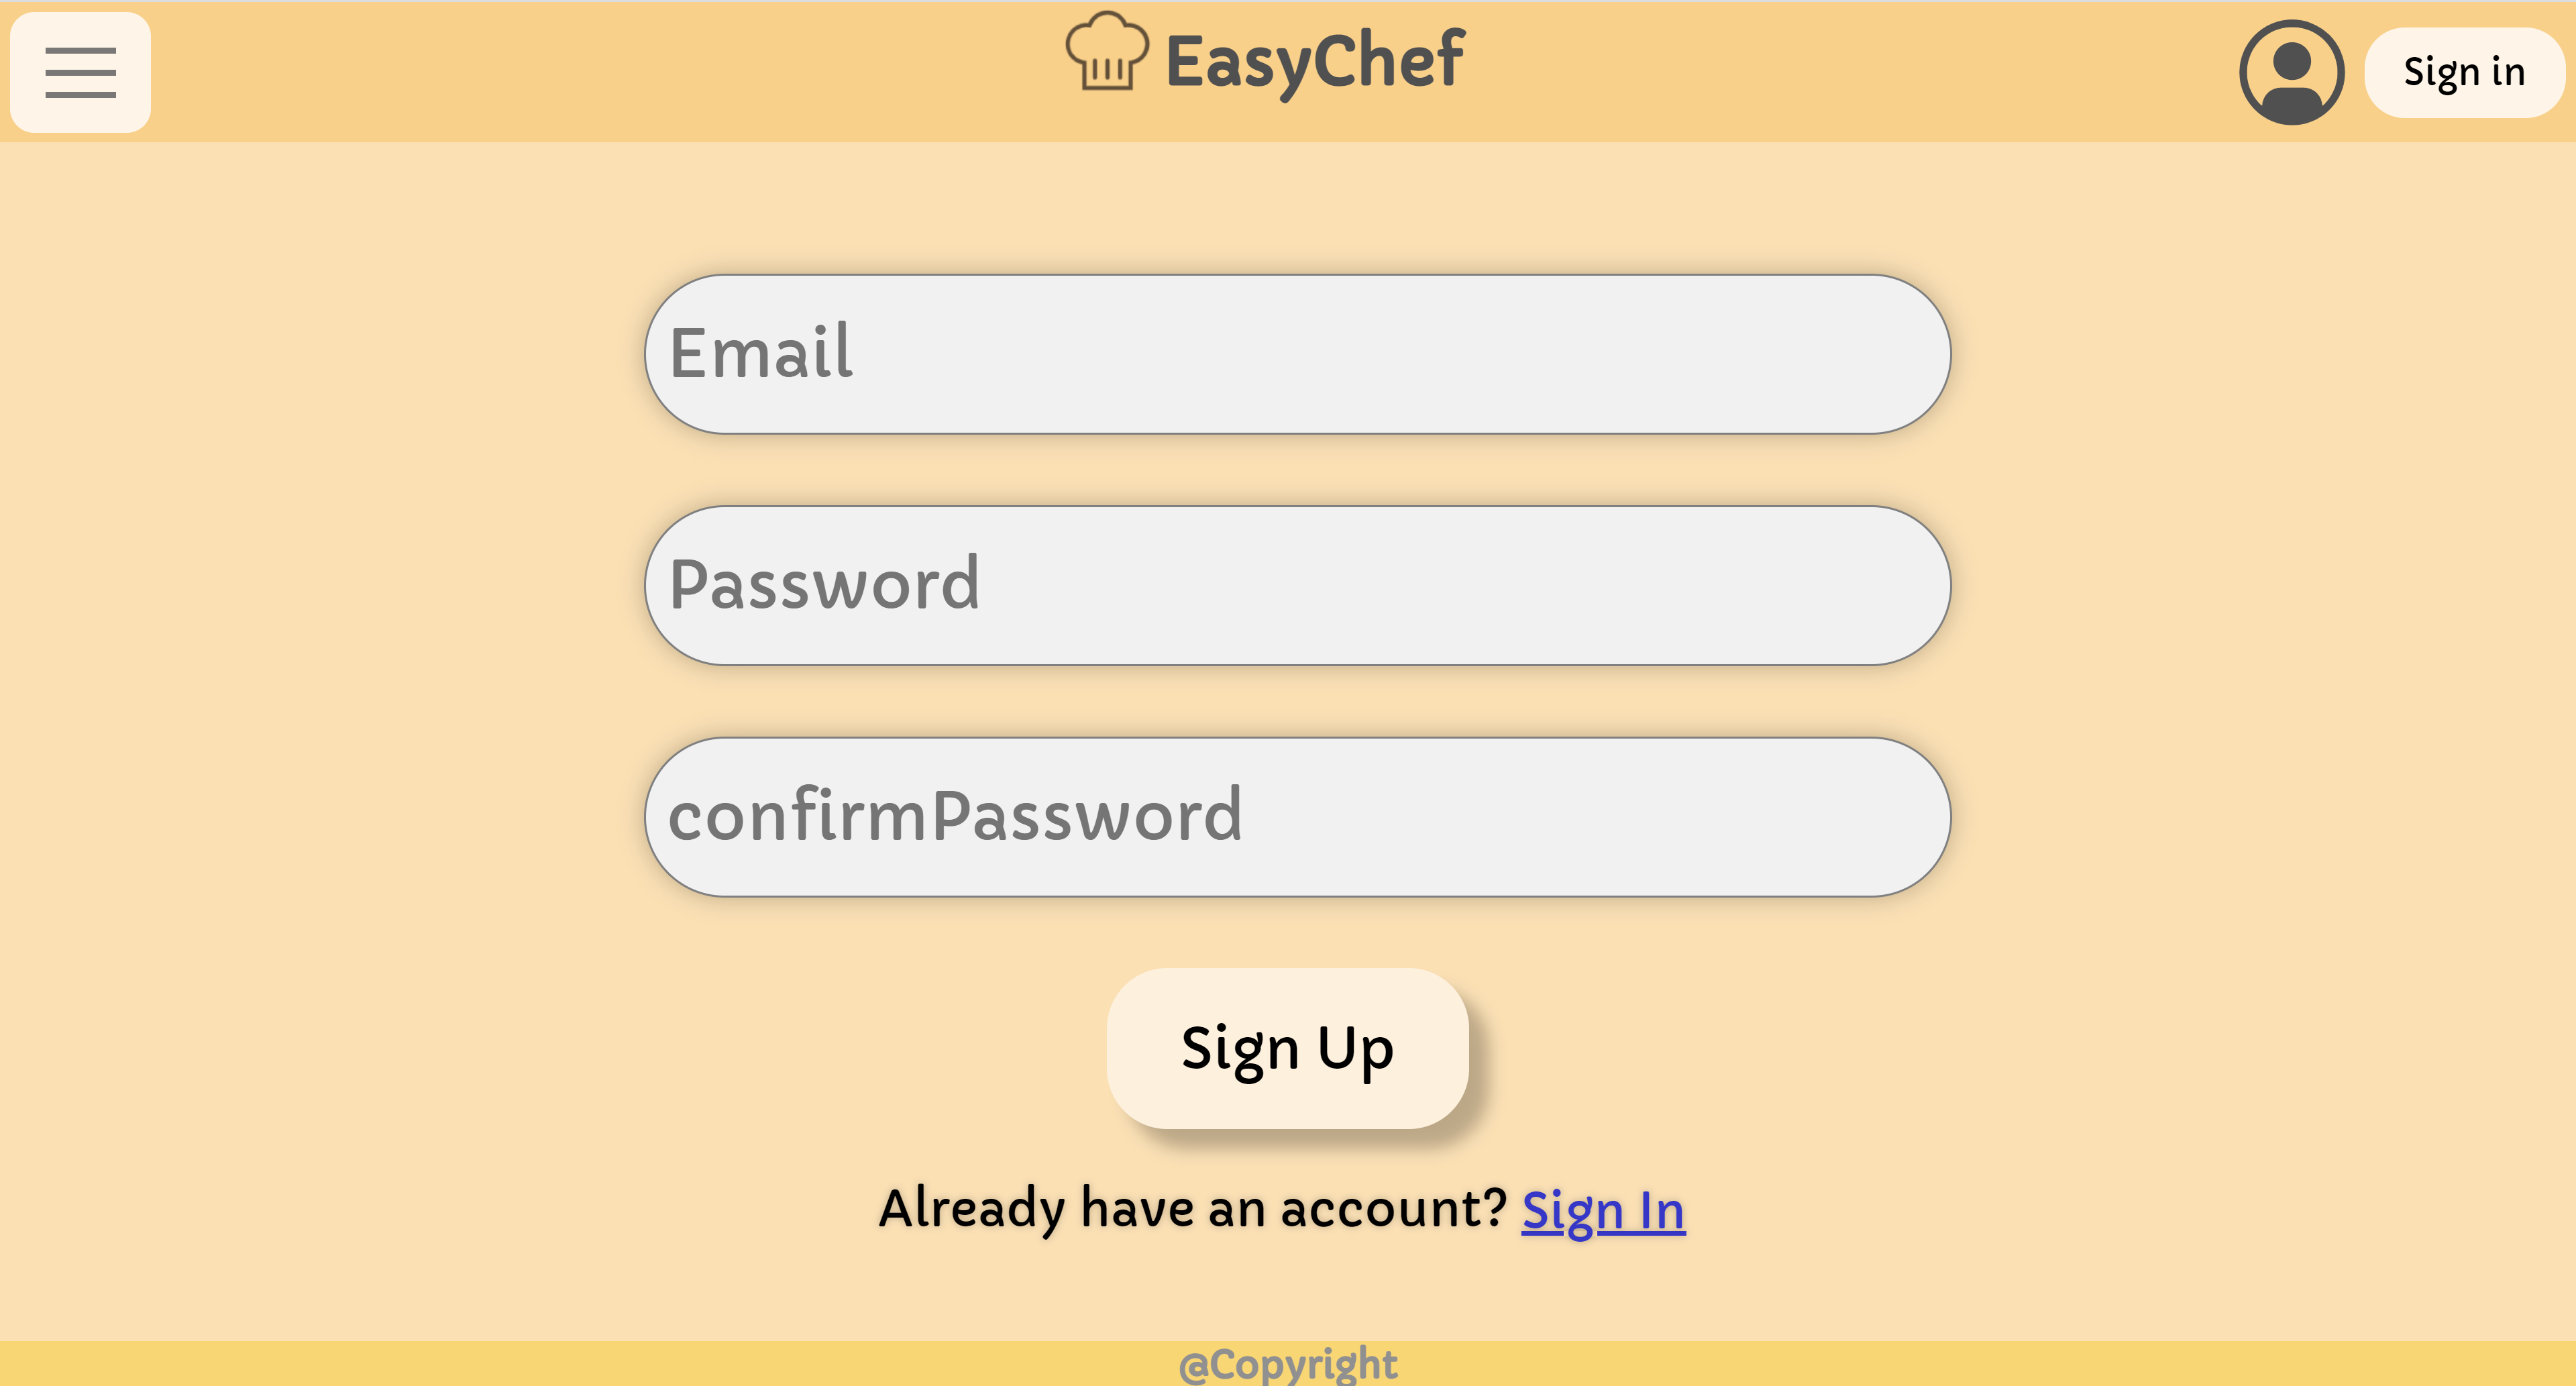 EasyChef
Sign in
Email
Password
confirmPassword
Sign Up
Already have an account? Sign In
@Copyright